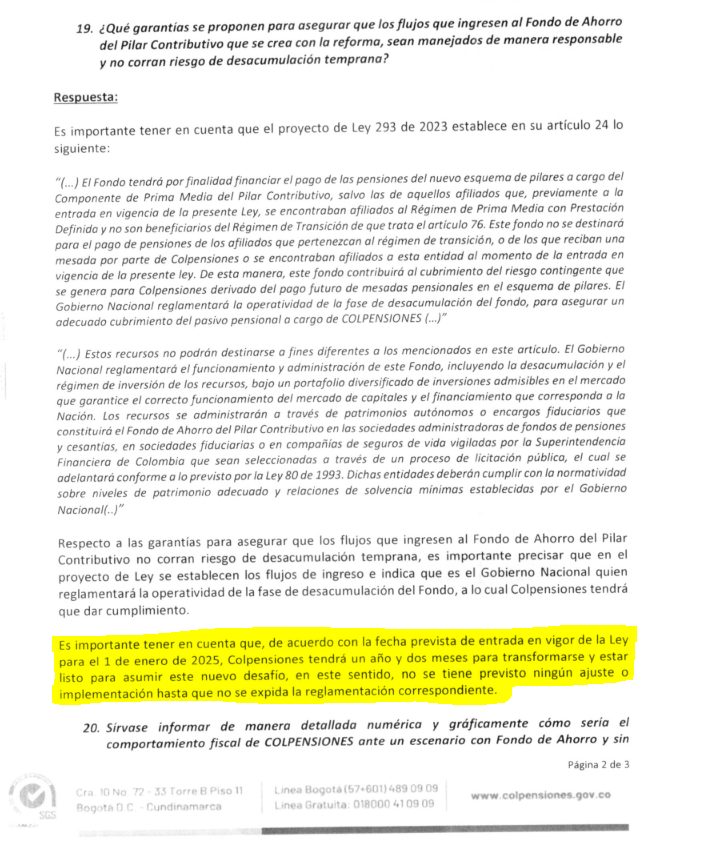 19. ¿Qué garantías se proponen para asegurar que los flujos que ingresen al Fondo de Ahorro
del Pilar Contributivo que se crea con la reforma, sean manejados de manera responsable
y no corran riesgo de desacumulación temprana?
Respuesta:
Es importante tener en cuenta que el proyecto de Ley 293 de 2023 establece en su artículo 24 lo
siguiente:
“(...) El Fondo tendrá por finalidad financiar el pago de las pensiones del nuevo esquema de pilares a cargo del
Componente de Prima Media del Pilar Contributivo, salvo las de aquellos afiliados que, previamente a la
entrada en vigencia de la presente Ley, se encontraban afiliados al Régimen de Prima Media con Prestación
Definida y no son beneficiarios del Régimen de Transición de que trata el artículo 76. Este fondo no se destinará
para el pago de pensiones de los afiliados que pertenezcan al régimen de transición, o de los que reciban una
mesada por parte de Colpensiones o se encontraban afiliados a esta entidad al momento de la entrada en
vigencia de la presente ley. De esta manera, este fondo contribuirá al cubrimiento del riesgo contingente que
se genera para Colpensiones derivado del pago futuro de mesadas pensionales en el esquema de pilares. El
Gobierno Nacional reglamentará la operatividad de la fase de desacumulación del fondo, para asegurar un
adecuado cubrimiento del pasivo pensional a cargo de COLPENSIONES (...)”
“(...) Estos recursos no podrán destinarse a fines diferentes a los mencionados en este artículo. El Gobierno
Nacional reglamentará el funcionamiento y administración de este Fondo, incluyendo la desacumulación y el
régimen de inversión de los recursos, bajo un portafolio diversificado de inversiones admisibles en el mercado
que garantice el correcto funcionamiento del mercado de capitales y el financiamiento que corresponda a la
Nación. Los recursos se administrarán a través de patrimonios autónomos o encargos fiduciarios que
constituirá el Fondo de Ahorro del Pilar Contributivo en las sociedades administradoras de fondos de pensiones
y cesantías, en sociedades fiduciarias o en compañías de seguros de vida vigiladas por la Superintendencia
Financiera de Colombia que sean seleccionadas a través de un proceso de licitación pública, el cual se
adelantará conforme a lo previsto por la Ley 80 de 1993. Dichas entidades deberán cumplir con la normatividad
sobre niveles de patrimonio adecuado y relaciones de solvencia mínimas establecidas por el Gobierno
Nacional(..)”
Respecto a las garantías para asegurar que los flujos que ingresen al Fondo de Ahorro del Pilar
Contributivo no corran riesgo de desacumulación temprana, es importante precisar que en el
proyecto de Ley se establecen los flujos de ingreso e indica que es el Gobierno Nacional quien
reglamentará la operatividad de la fase de desacumulación del Fondo, a lo cual Colpensiones tendrá
que dar cumplimiento.
Es importante tener en cuenta que, de acuerdo con la fecha prevista de entrada en vigor de la Ley
para el 1 de enero de 2025, Colpensiones tendrá un año y dos meses para transformarse y estar
listo para asumir este nuevo desafío, en este sentido, no se tiene previsto ningún ajuste o
implementación hasta que no se expida la reglamentación correspondiente.
20. Sírvase informar de manera detallada numérica y gráficamente cómo sería el
comportamiento fiscal de COLPENSIONES ante un escenario con Fondo de Ahorro y sin
Página 2 de 3
Cra. 10 No. 72 - 33 Torre B Piso 11
Bogotá D.C. - Cundinamarca
Línea Bogotá (57+601) 489 09 09
Línea Gratuita: 018000 41 09 09
www.colpensiones.gov.co
SGS